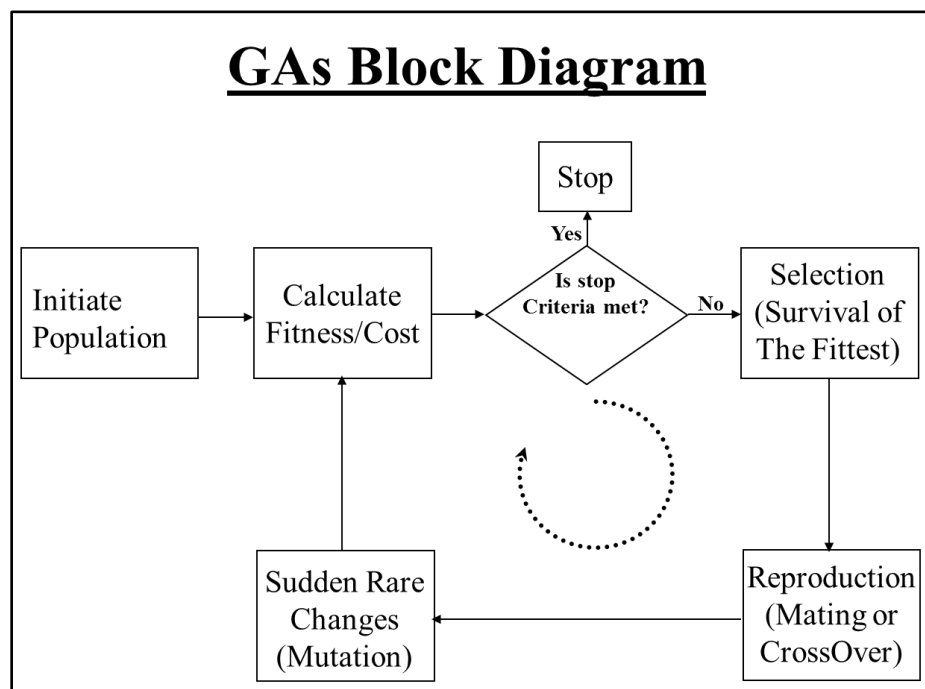 GAs Block Diagram
Stop
Yes
Initiate
Population
Calculate
Fitness/Cost
Is stop
Criteria met?
No
Selection
(Survival of
The Fittest)
Sudden Rare
Changes
(Mutation)
Reproduction
(Mating or
CrossOver)